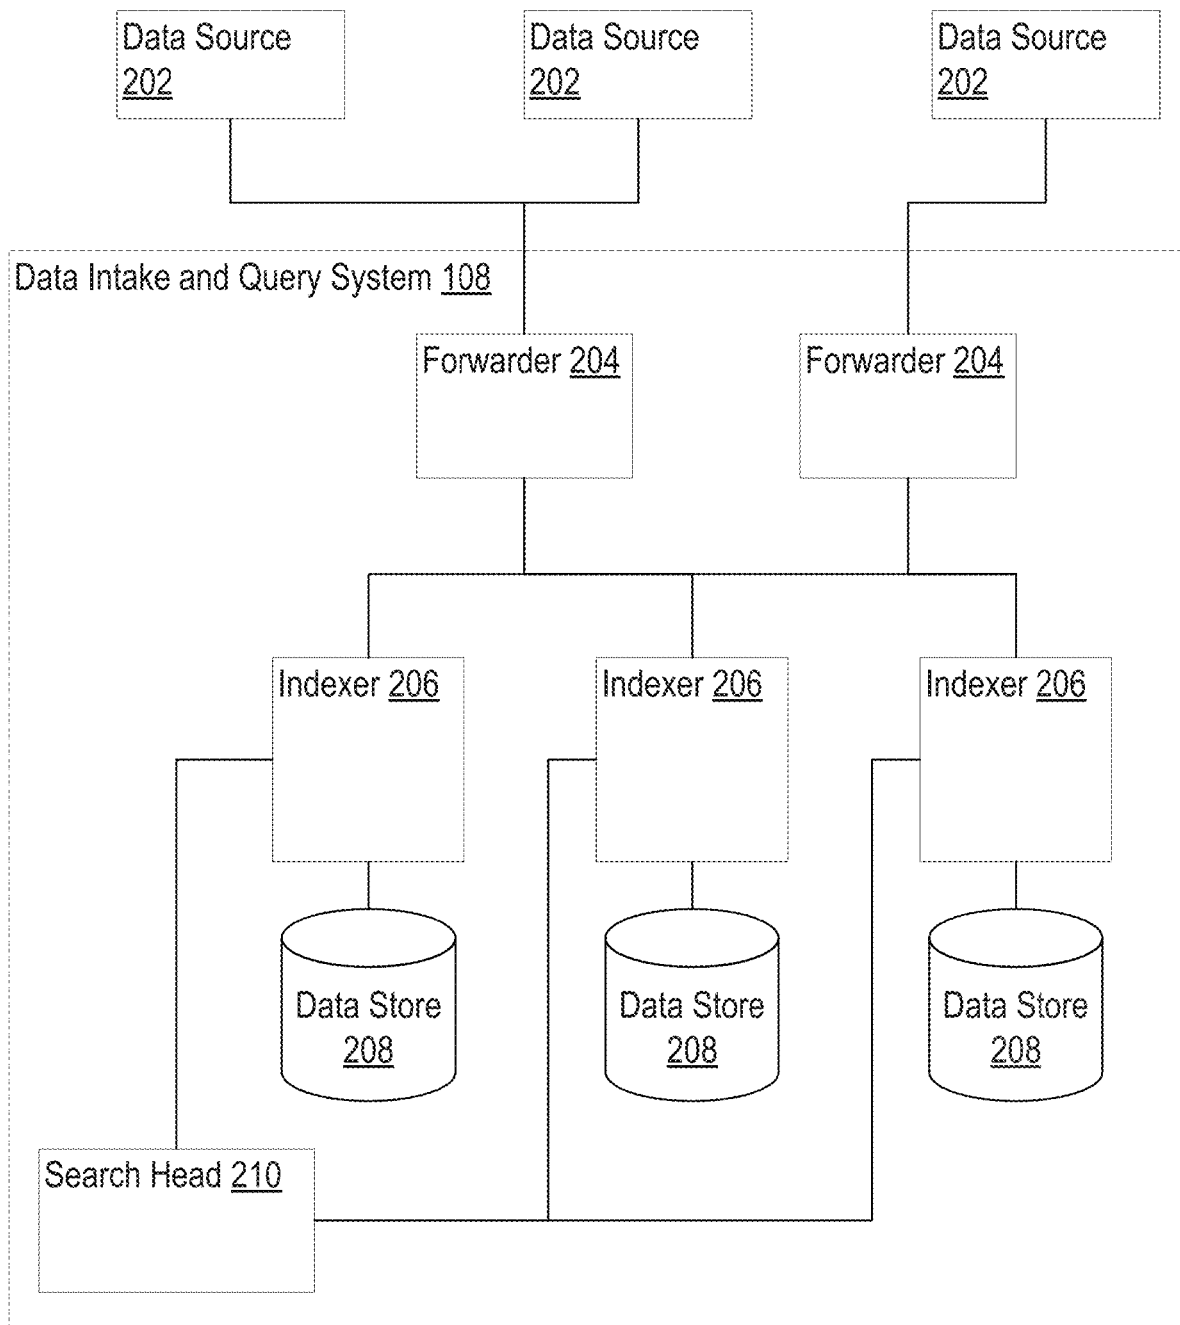 Data Source
202
Data Source
202
Data Source
202
Data Intake and Query System 108
Forwarder 204
Forwarder 204
Indexer 206
Indexer 206
Indexer 206
Data Store
208
Data Store
208
Data Store
208
Search Head 210